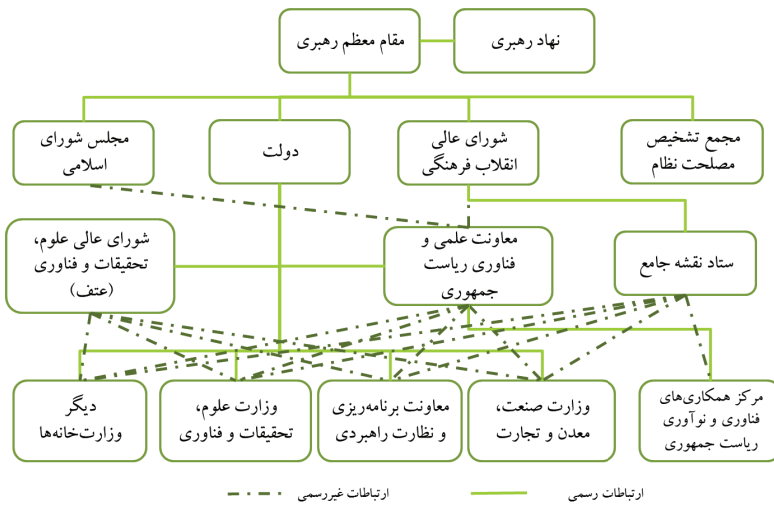 مقام معظم رهبری
نهاد رهبری
مجمع تشخیص
مصلحت نظام
شورای عالی
انقلاب فرهنگی
دولت
مجلس شورای
اسلامی
ستاد نقشه جامع
معاونت علمی و
فناوری ریاست
جمهوری
شورای عالی علوم،
تحقیقات و فناوری
(عتف)
مرکز همکاری‌های
فناوری و نوآوری
ریاست جمهوری
وزارت صنعت،
معدن و تجارت
معاونت برنامه‌ریزی
و نظارت راهبردی
وزارت علوم،
تحقیقات و فناوری
دیگر
وزارت‌خانه‌ها
ارتباطات رسمی
ارتباطات غیررسمی